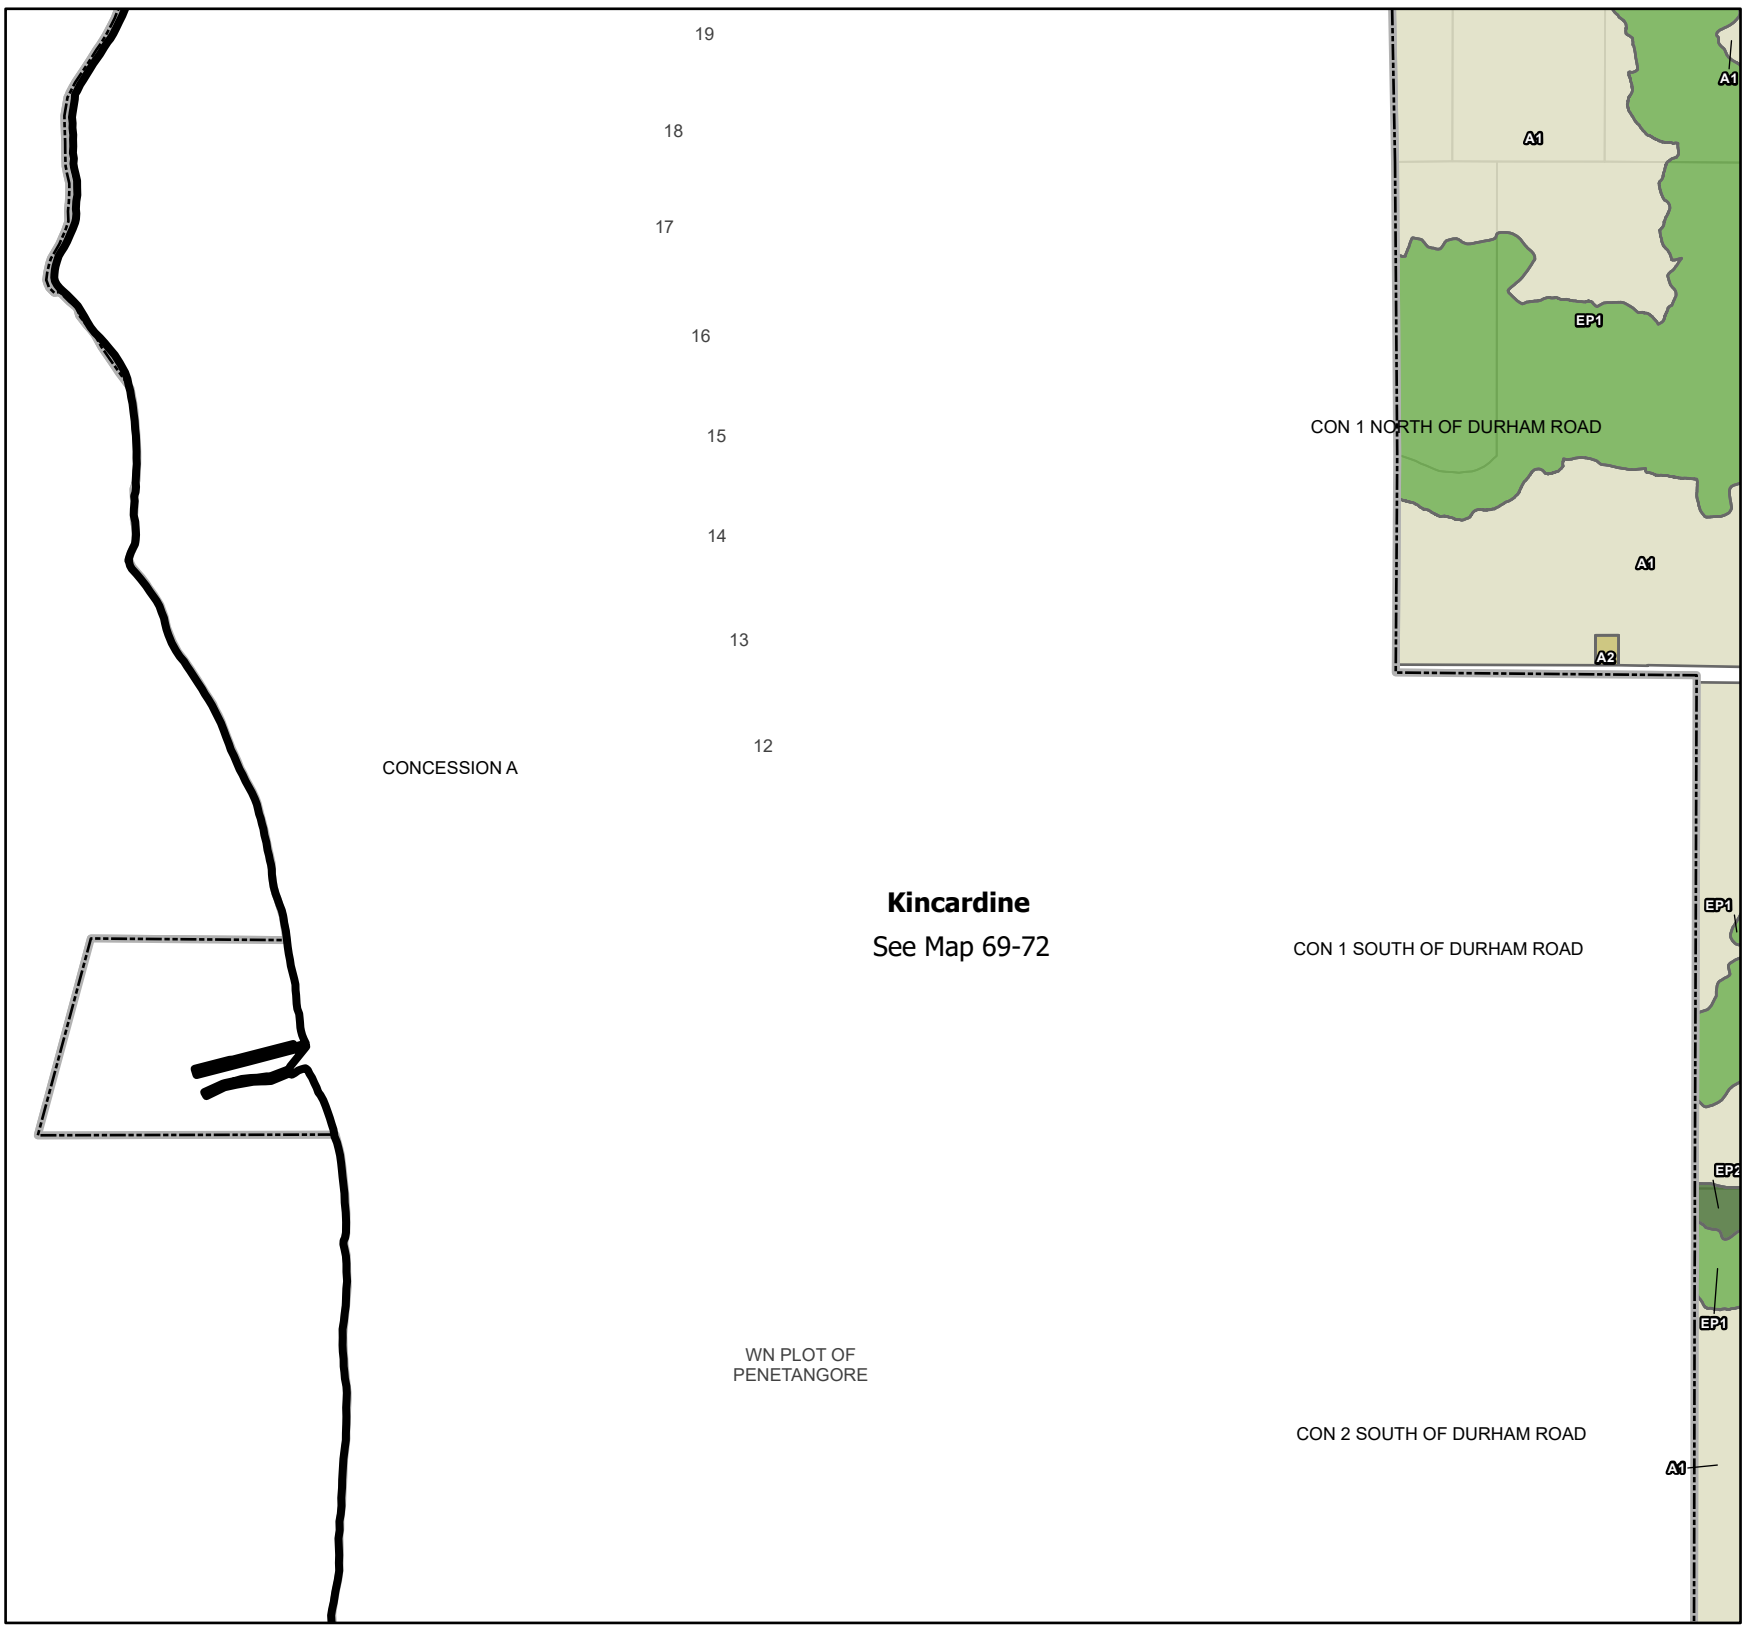 19
A1
18
A1
17
EP1
16
CON 1 NORTH OF DURHAM ROAD
15
14
A1
13
A2
12
CONCESSION A
Kincardine
EP1
See Map 69-72
CON 1 SOUTH OF DURHAM ROAD
EP2
EP1
WN PLOT OF
PENETANGORE
CON 2 SOUTH OF DURHAM ROAD
A1